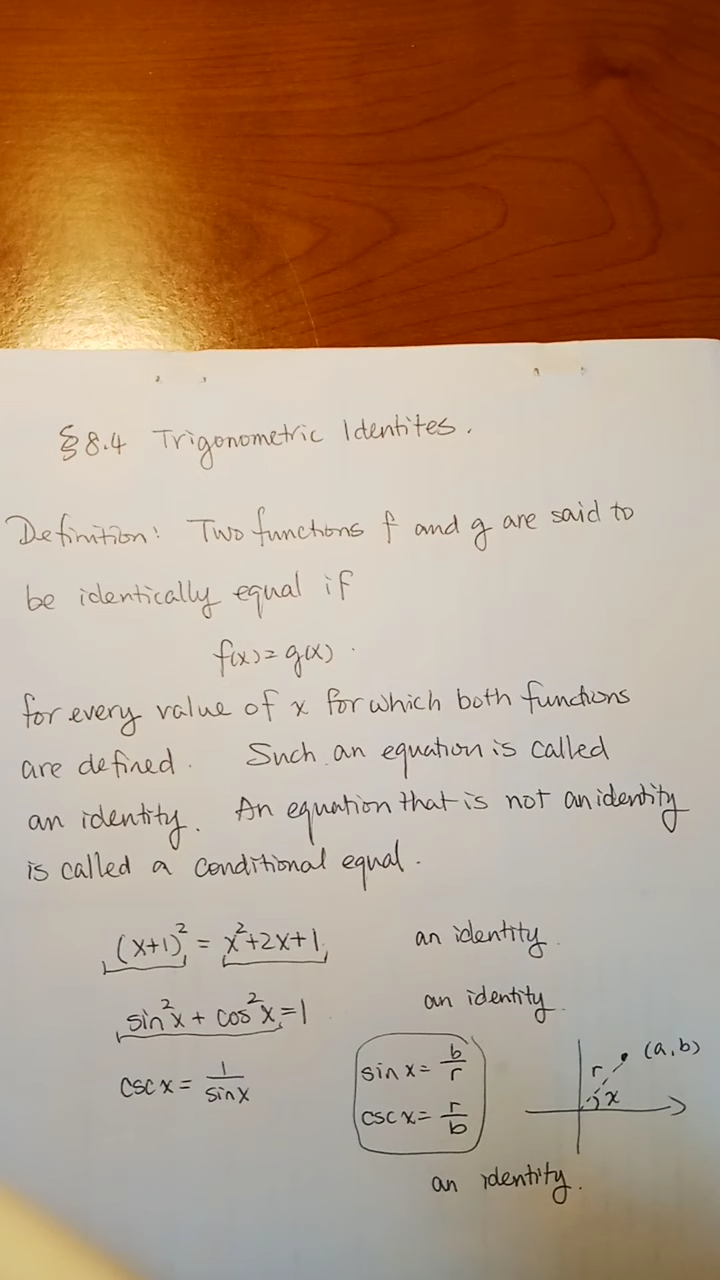 §8.4 Trigonometric Identites.
Definition: Two functions f and g are said to
be identically equal if
f(x)=g(x).
for every value of x for which both functions
are defined. Such an equation is called
an identity. An equation that is not an identity
is called a conditional equal.
(x+1)² = x²+2x+1 an identity.
sin²x + cos²x = 1 an identity.
csc x = 1/sin x
sin x = b/r
csc x = r/b
(a,b)
r
x
an identity.